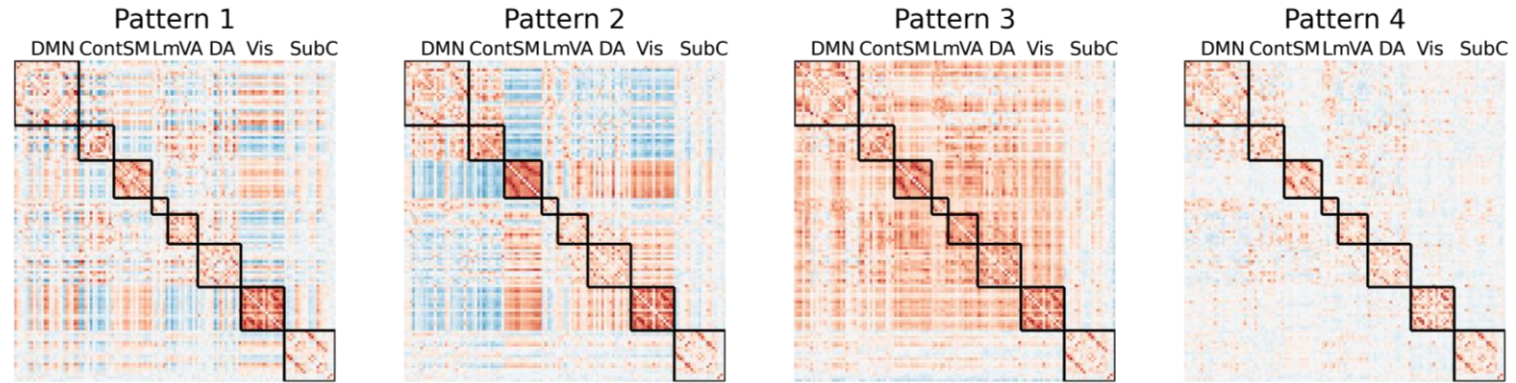 Pattern 1 Pattern 2 Pattern 3 Pattern 4
DMN ContSM LmVA DA Vis SubC DMN ContSM LmVA DA Vis SubC DMN ContSM LmVA DA Vis SubC DMN ContSM LmVA DA Vis SubC